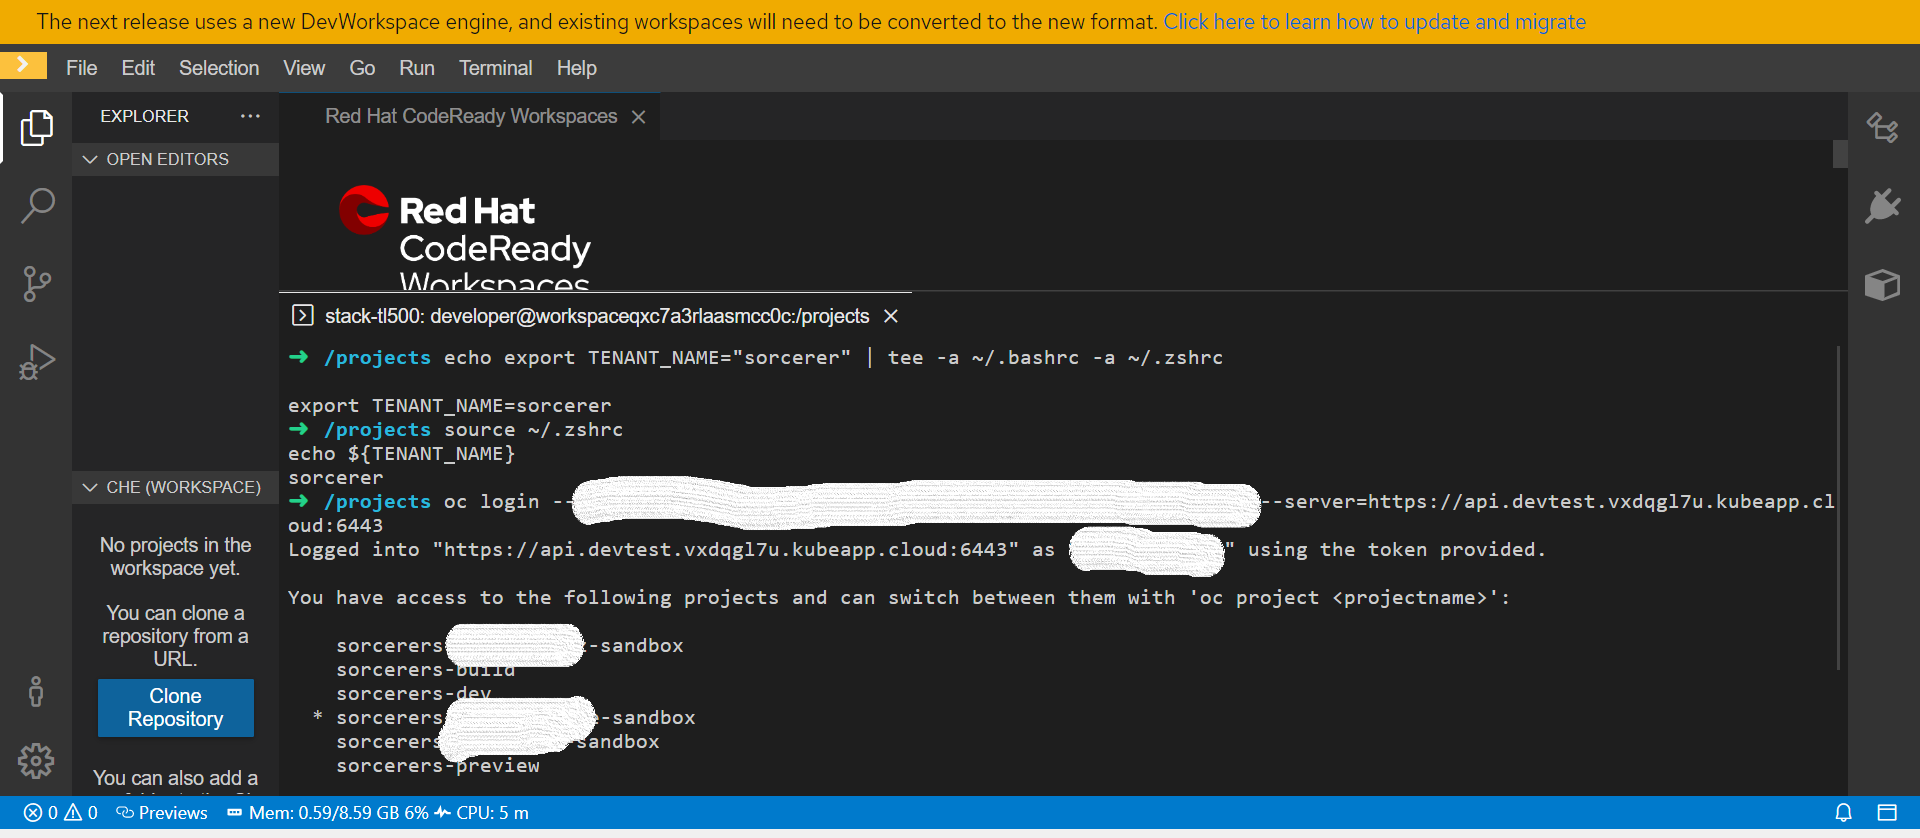 The next release uses a new DevWorkspace engine, and existing workspaces will need to be converted to the new format. Click here to learn how to update and migrate
File Edit Selection View Go Run Terminal Help
EXPLORER ···
Red Hat CodeReady Workspaces
OPEN EDITORS
Red Hat
CodeReady
Workspaces
stack-tl500: developer@workspaceqxc7a3rlaasmcc0c:/projects
➜ /projects echo export TENANT_NAME="sorcerer" | tee -a ~/.bashrc -a ~/.zshrc
export TENANT_NAME=sorcerer
➜ /projects source ~/.zshrc
echo ${TENANT_NAME}
sorcerer
➜ /projects oc login -- --server=https://api.devtest.vxdqgl7u.kubeapp.cl
oud:6443
Logged into "https://api.devtest.vxdqgl7u.kubeapp.cloud:6443" as " using the token provided.
You have access to the following projects and can switch between them with 'oc project <projectname>':
sorcerers -sandbox
sorcerers-build
sorcerers-dev
* sorcerers -sandbox
sorcerers sandbox
sorcerers-preview
CHE (WORKSPACE)
No projects in the
workspace yet.
You can clone a
repository from a
URL.
Clone
Repository
You can also add a
0 0 Previews Mem: 0.59/8.59 GB 6% CPU: 5 m